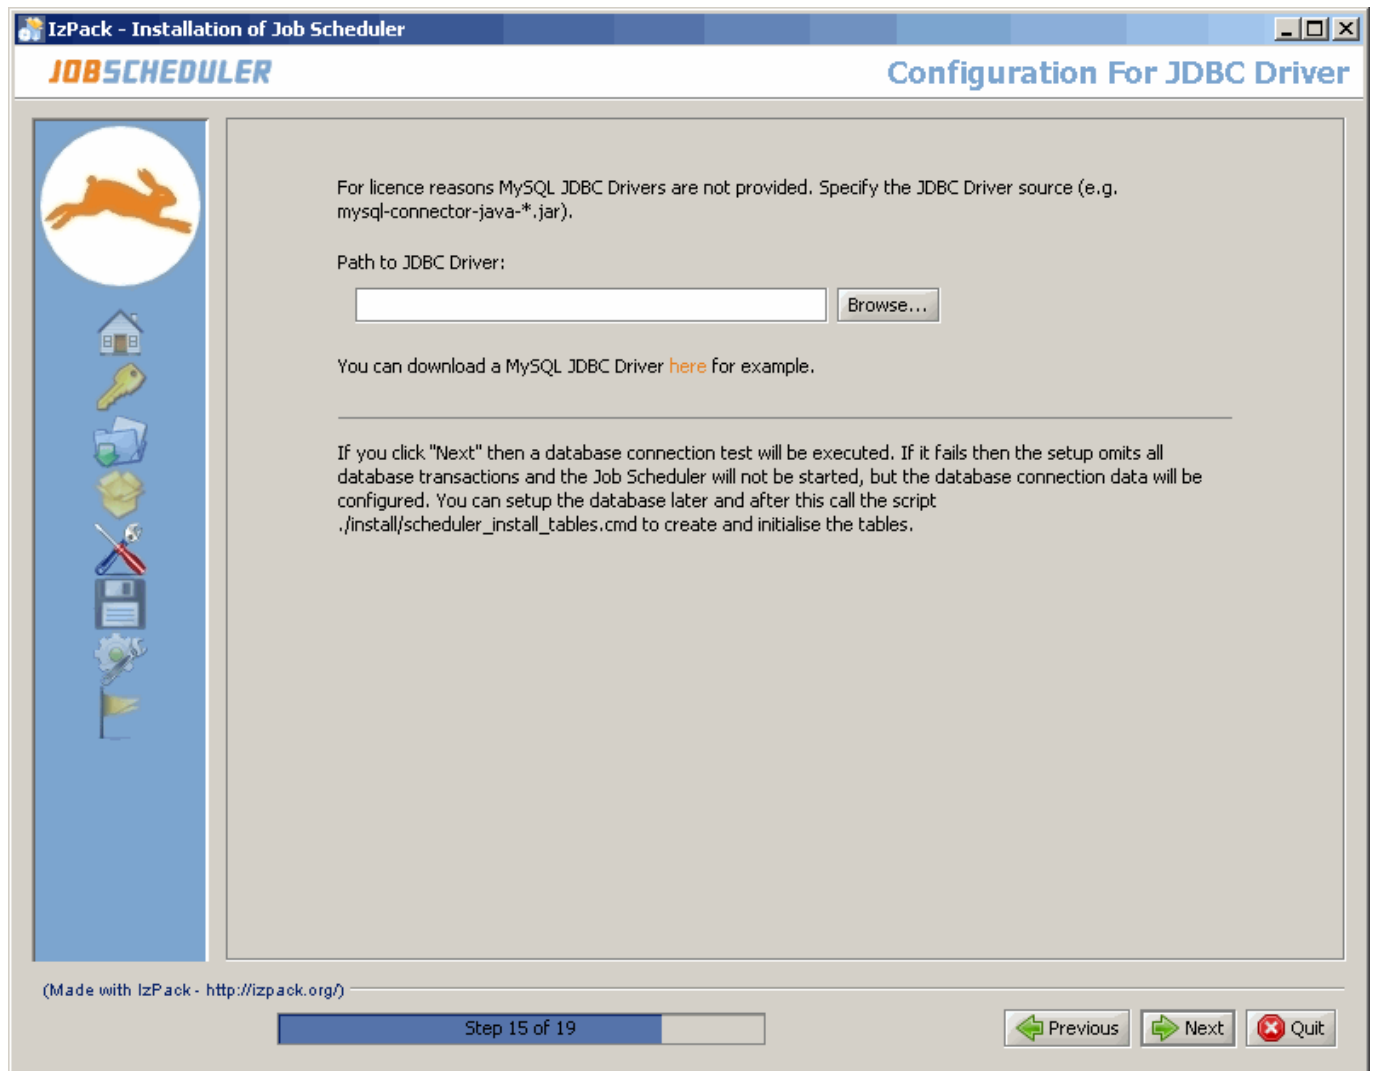 IzPack - Installation of Job Scheduler
JOBSCHEDULER
Configuration For JDBC Driver
For licence reasons MySQL JDBC Drivers are not provided. Specify the JDBC Driver source (e.g.
mysql-connector-java-*.jar).
Path to JDBC Driver:
Browse...
You can download a MySQL JDBC Driver here for example.
If you click "Next" then a database connection test will be executed. If it fails then the setup omits all
database transactions and the Job Scheduler will not be started, but the database connection data will be
configured. You can setup the database later and after this call the script
./install/scheduler_install_tables.cmd to create and initialise the tables.
(Made with IzPack - http://izpack.org/)
Step 15 of 19
Previous
Next
Quit